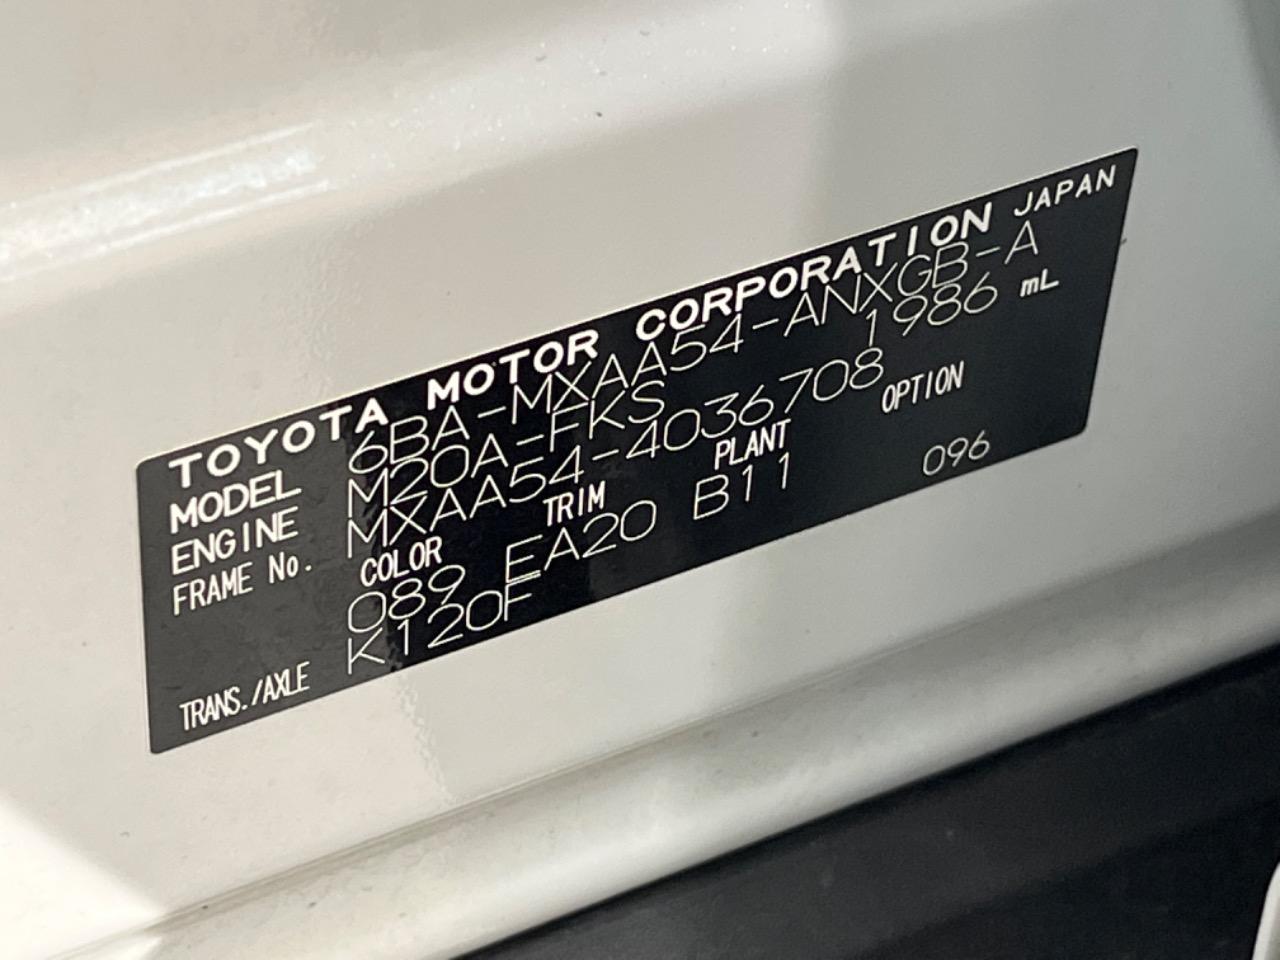 TOYOTA MOTOR CORPORATION JAPAN
MODEL 6BA-MXAA54-ANXGB-A
ENGINE M20A-FKS 1986 mL
FRAME No. MXAA54-4036708
COLOR TRIM PLANT OPTION
089 EA20 B11 096
TRANS./AXLE K120F